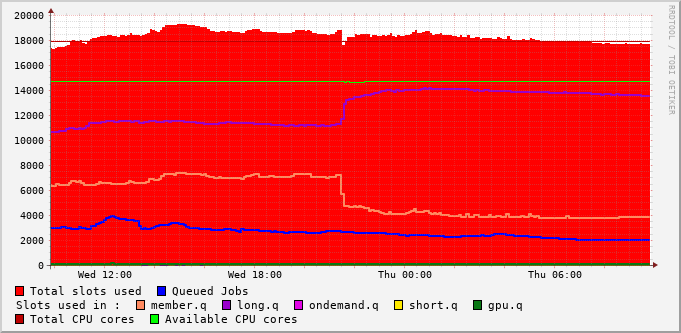 20000
18000
16000
14000
12000
10000
8000
6000
4000
2000
0
Wed 12:00 Wed 18:00 Thu 00:00 Thu 06:00
RRDTOOL / TOBI OETIKER
Total slots used Queued Jobs
Slots used in : member.q long.q ondemand.q short.q gpu.q
Total CPU cores Available CPU cores